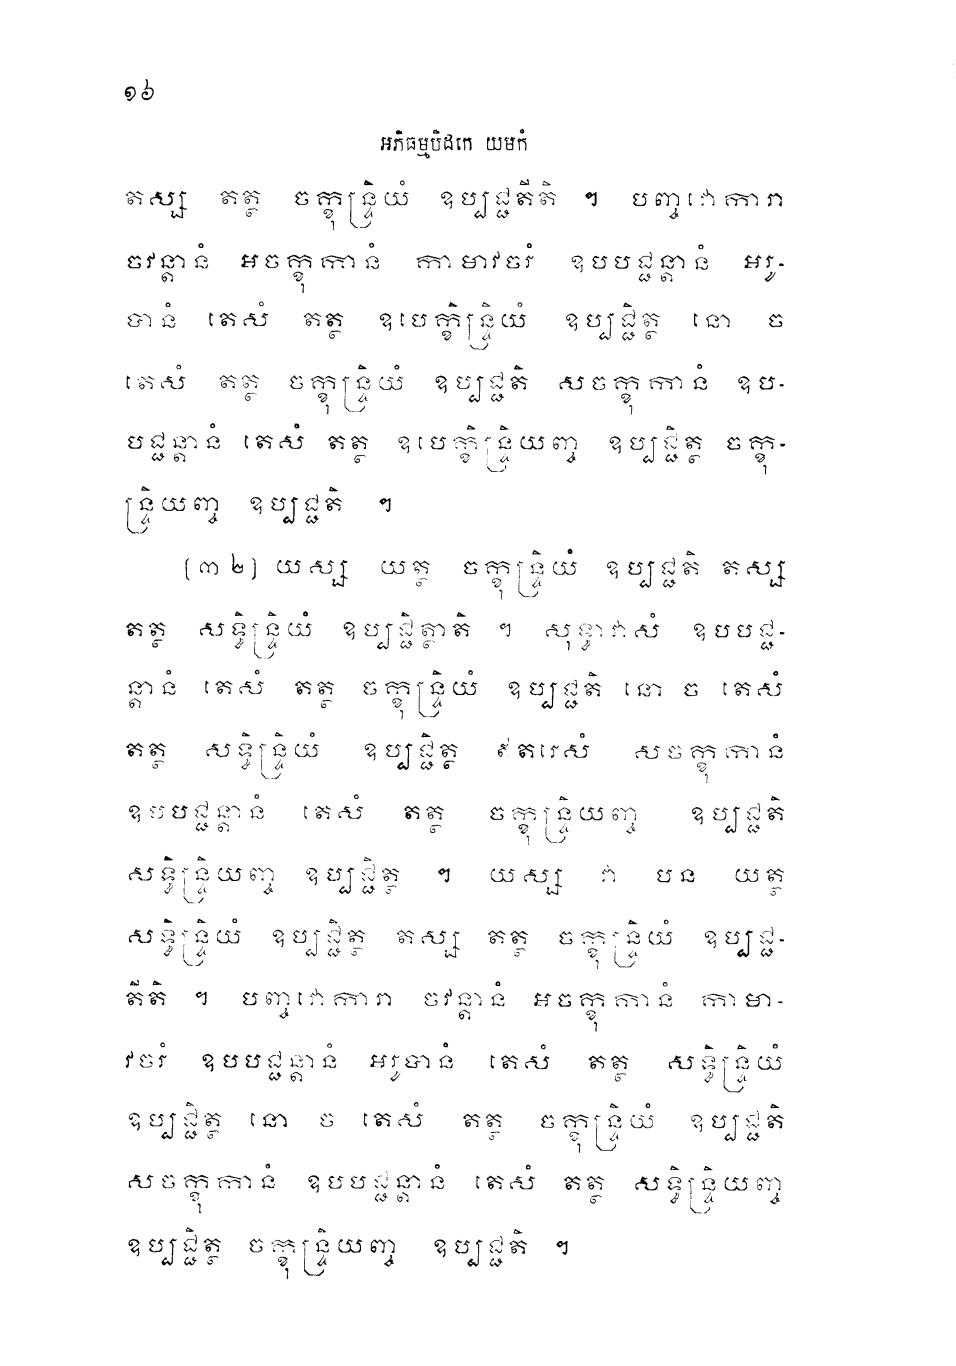 ១៦
អភិធម្មបិដកេ យមកំ
តស្ស តត្ថ ចក្ខុន្ទ្រិយំ ឧប្បជ្ជតីតិ ។ បញ្ចវោការា
ចវន្តានំ អចក្ខុកានំ កាមាវចរំ ឧបបជ្ជន្តានំ អរូ-
បានំ តេសំ តត្ថ ឧបេក្ខិន្ទ្រិយំ ឧប្បជ្ជិត្ថ នោ ច
តេសំ តត្ថ ចក្ខុន្ទ្រិយំ ឧប្បជ្ជតិ សចក្ខុកានំ ឧប-
បជ្ជន្តានំ តេសំ តត្ថ ឧបេក្ខិន្ទ្រិយញ្ច ឧប្បជ្ជិត្ថ ចក្ខុ-
ន្ទ្រិយញ្ច ឧប្បជ្ជតិ ។
(៣២) យស្ស យត្ថ ចក្ខុន្ទ្រិយំ ឧប្បជ្ជតិ តស្ស
តត្ថ សទ្ធិន្ទ្រិយំ ឧប្បជ្ជិត្ថាតិ ។ សុទ្ធាវាសំ ឧបបជ្ជ-
ន្តានំ តេសំ តត្ថ ចក្ខុន្ទ្រិយំ ឧប្បជ្ជតិ នោ ច តេសំ
តត្ថ សទ្ធិន្ទ្រិយំ ឧប្បជ្ជិត្ថ ឥតរេសំ សចក្ខុកានំ
ឧបបជ្ជន្តានំ តេសំ តត្ថ ចក្ខុន្ទ្រិយញ្ច ឧប្បជ្ជតិ
សទ្ធិន្ទ្រិយញ្ច ឧប្បជ្ជិត្ថ ។ យស្ស វា បន យត្ថ
សទ្ធិន្ទ្រិយំ ឧប្បជ្ជិត្ថ តស្ស តត្ថ ចក្ខុន្ទ្រិយំ ឧប្បជ្ជ-
តីតិ ។ បញ្ចវោការា ចវន្តានំ អចក្ខុកានំ កាមា-
វចរំ ឧបបជ្ជន្តានំ អរូបានំ តេសំ តត្ថ សទ្ធិន្ទ្រិយំ
ឧប្បជ្ជិត្ថ នោ ច តេសំ តត្ថ ចក្ខុន្ទ្រិយំ ឧប្បជ្ជតិ
សចក្ខុកានំ ឧបបជ្ជន្តានំ តេសំ តត្ថ សទ្ធិន្ទ្រិយញ្ច
ឧប្បជ្ជិត្ថ ចក្ខុន្ទ្រិយញ្ច ឧប្បជ្ជតិ ។